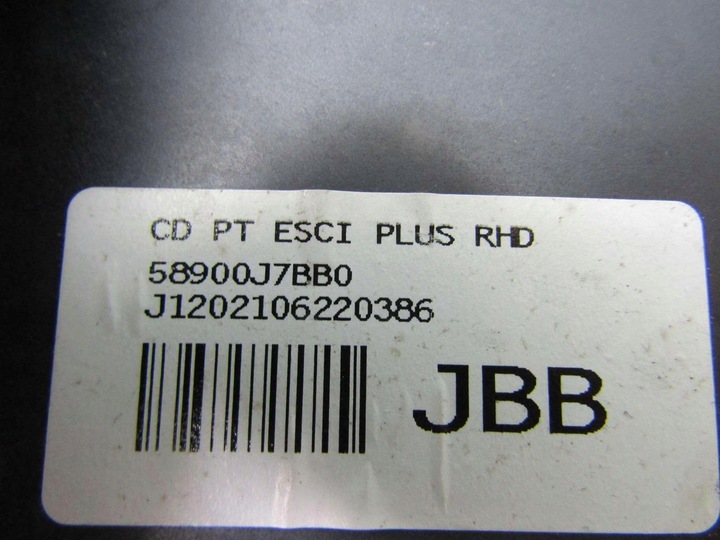 CD PT ESCI PLUS RHD
58900J7BB0
J1202106220386
JBB